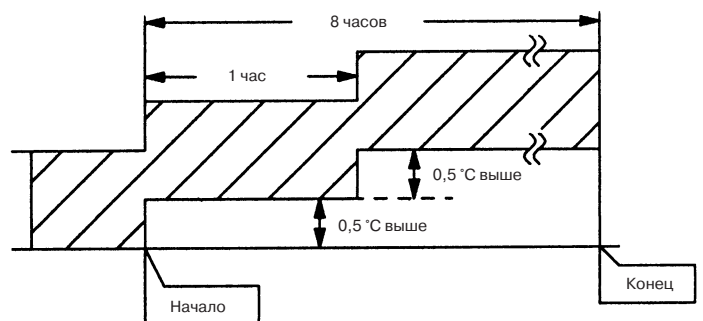 8 часов
1 час
0,5 °C выше
0,5 °C выше
Начало
Конец